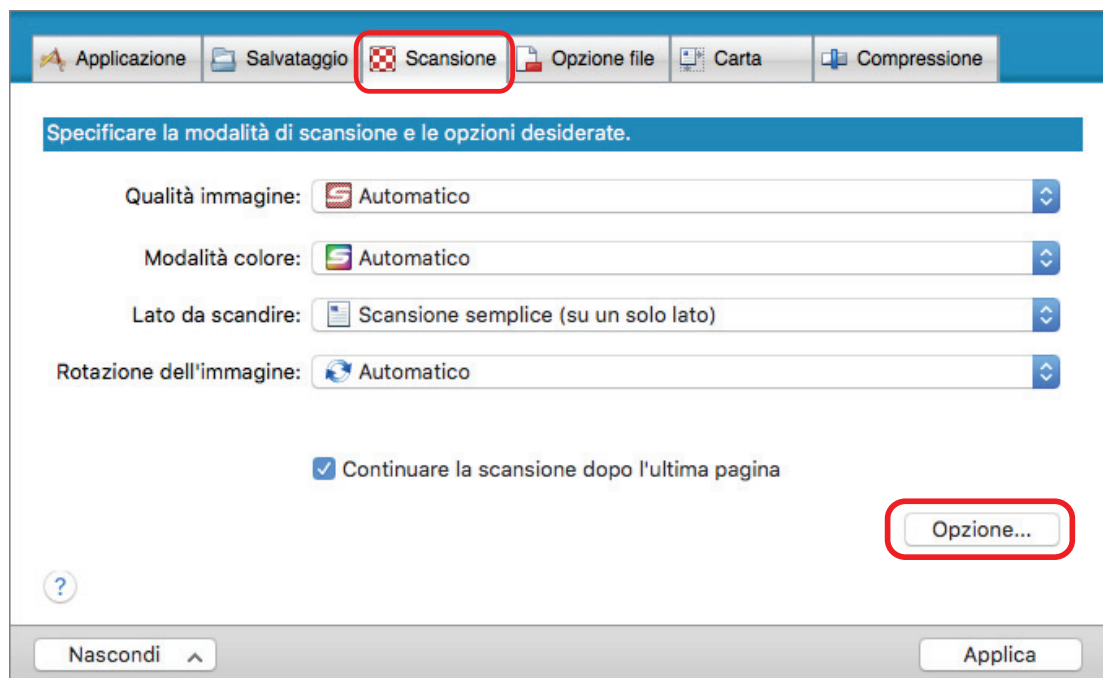 Applicazione Salvataggio Scansione Opzione file Carta Compressione
Specificare la modalità di scansione e le opzioni desiderate.
Qualità immagine: Automatico
Modalità colore: Automatico
Lato da scandire: Scansione semplice (su un solo lato)
Rotazione dell'immagine: Automatico
Continuare la scansione dopo l'ultima pagina
Opzione...
?
Nascondi Applica